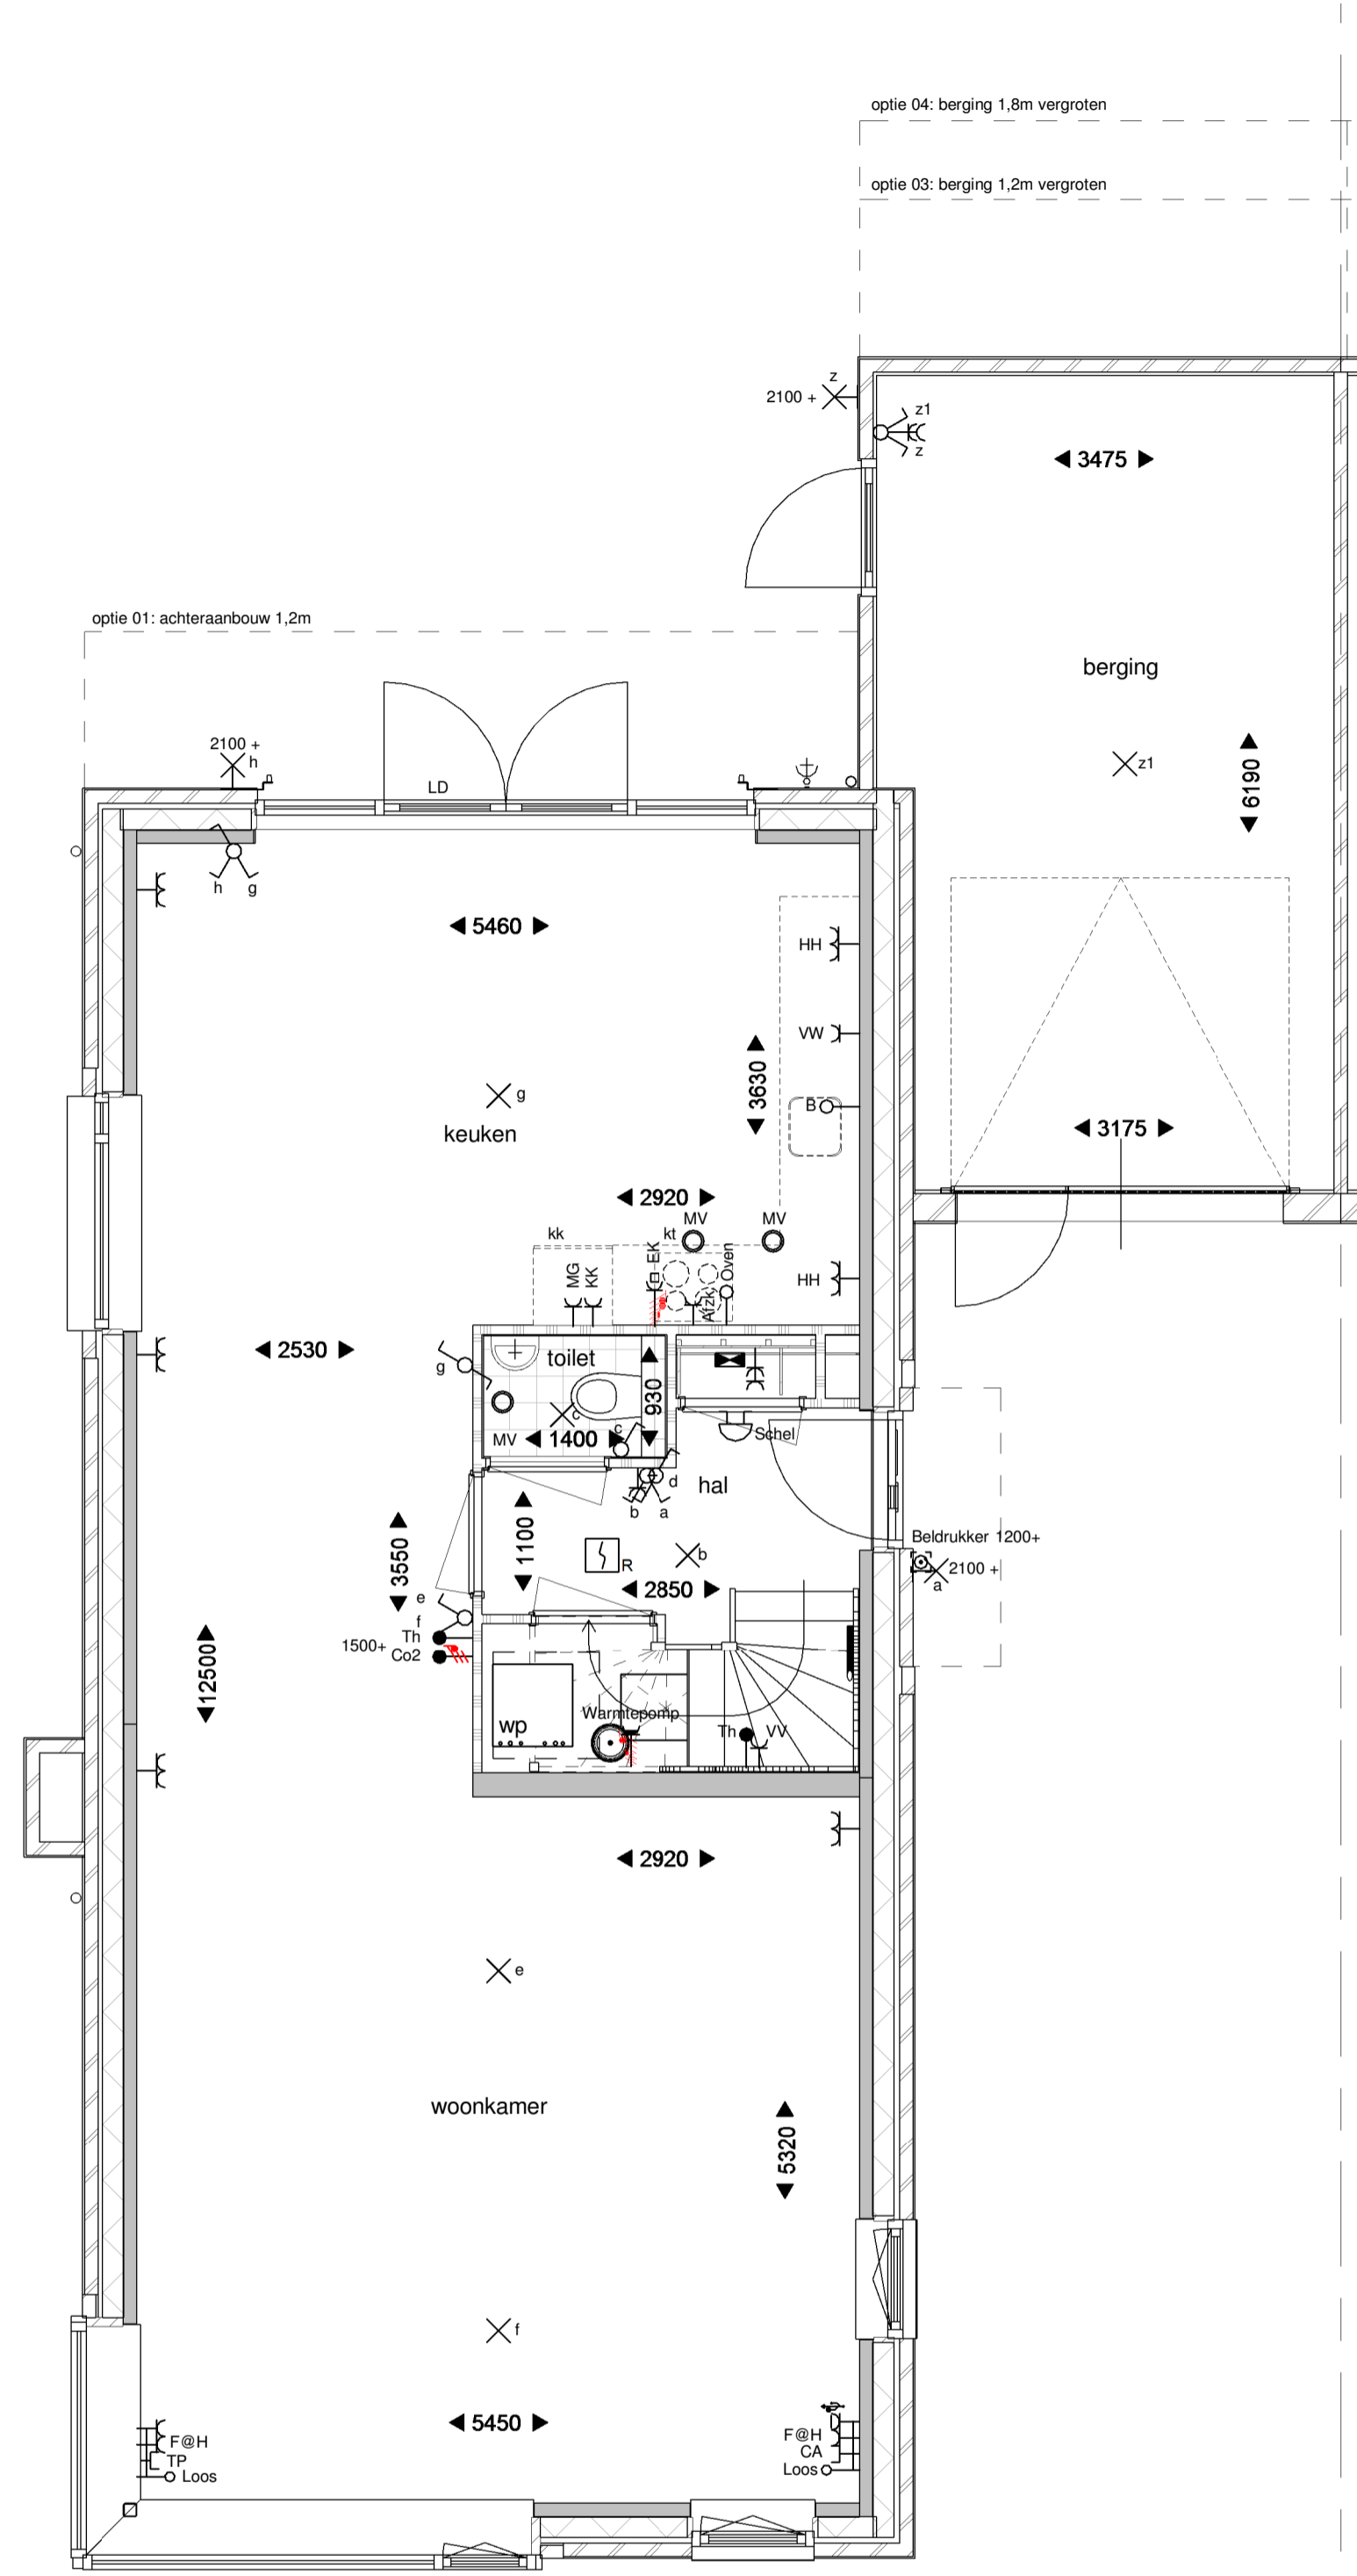 optie 04: berging 1,8m vergroten
optie 03: berging 1,2m vergroten
z
2100 +
z1
z
3475
optie 01: achteraanbouw 1,2m
berging
2100 +
h
z1
6190
LD
h
g
5460
HH
VW
3630
g
B
keuken
3175
2920
MV
MV
kk
kt
EK
Oven
MG
KK
HH
Afzk
2530
toilet
g
930
c
c
MV
1400
Schel
d
hal
b
a
1100
3550
Beldrukker 1200+
R
b
2100 +
a
2850
e
f
Th
1500+
Co2
12500
Warmtepomp
wp
Th
VV
2920
e
woonkamer
5320
f
5450
F@H
TP
Loos
F@H
CA
Loos